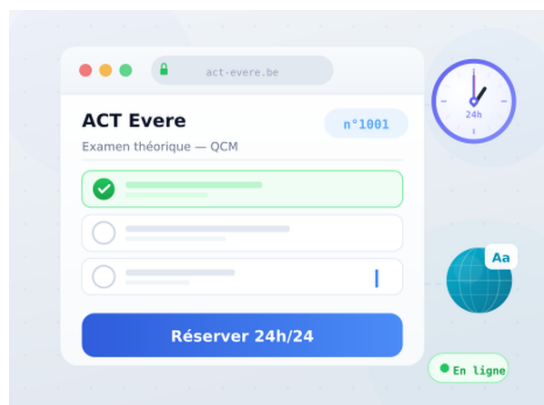 act-evere.be
ACT Evere
n°1001
Examen théorique — QCM
Réserver 24h/24
24h
Aa
En ligne